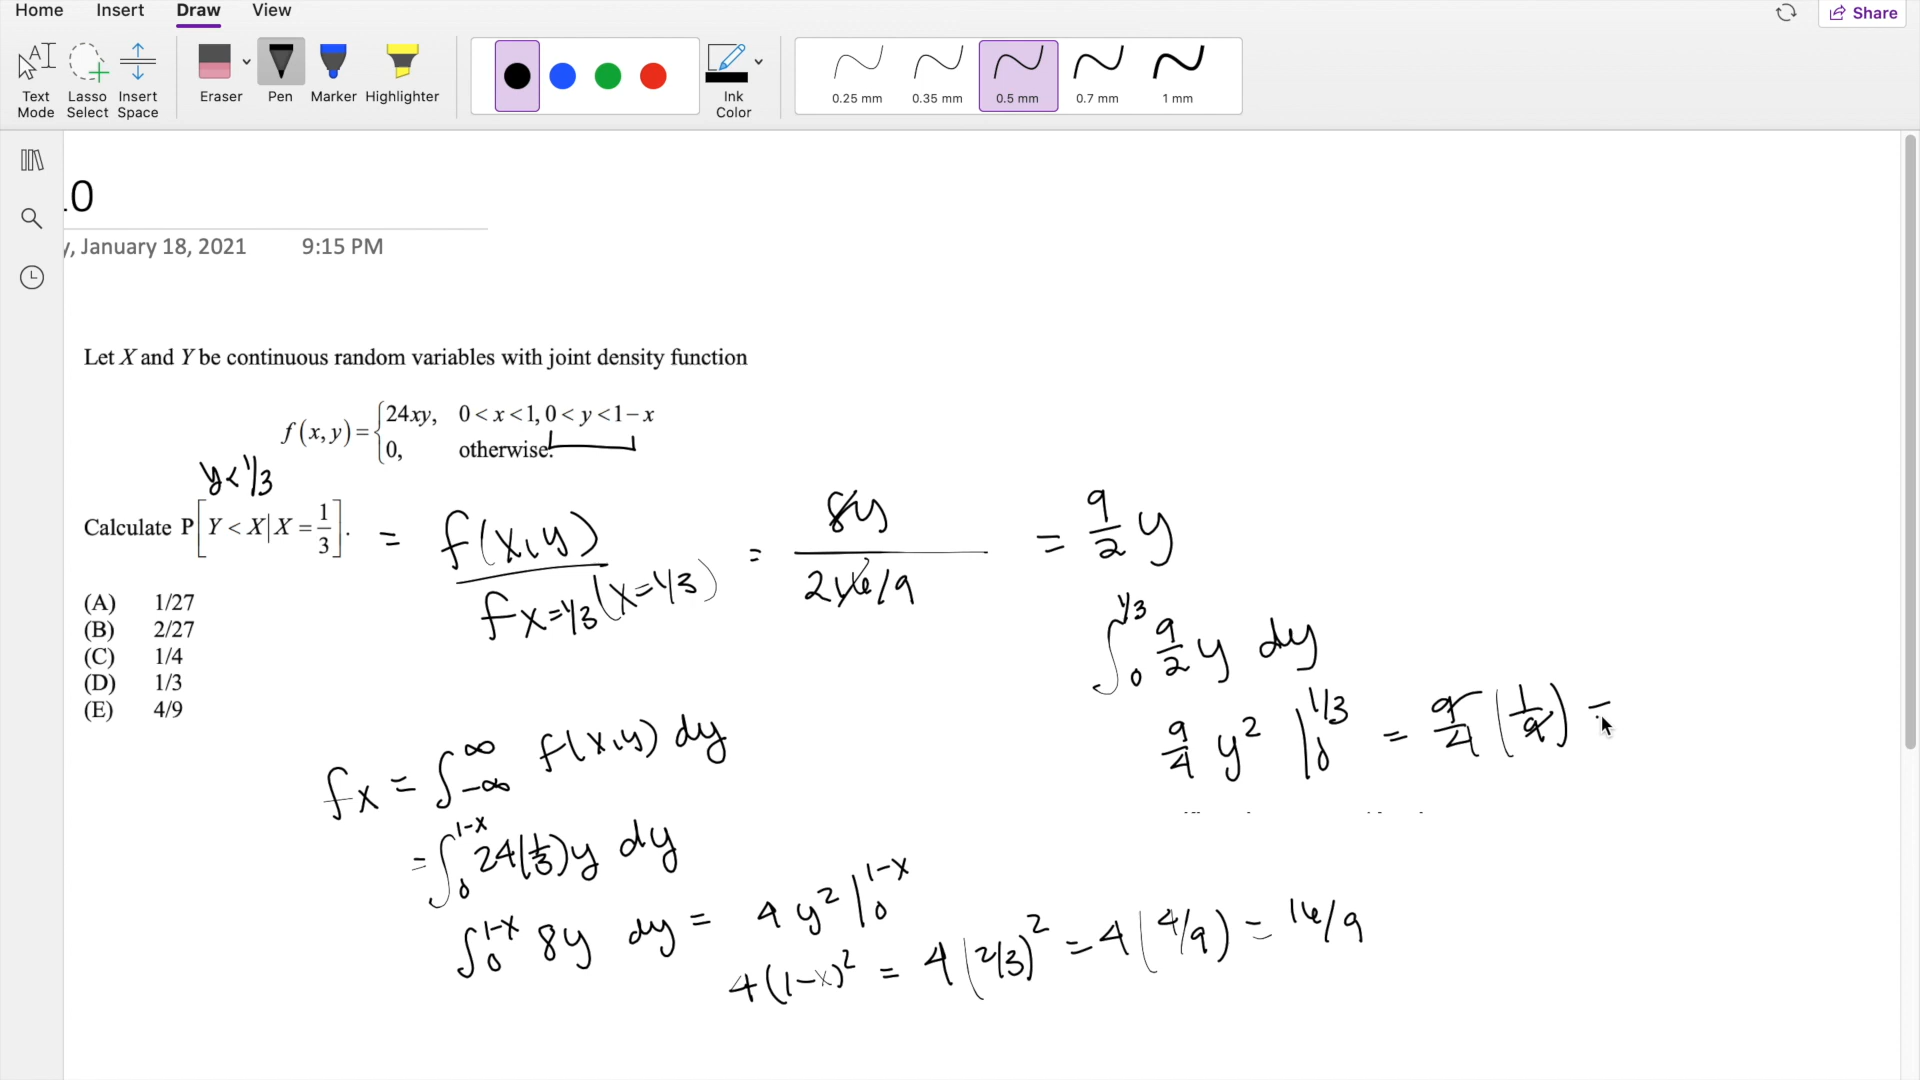 Home Insert Draw View
Share
Text Mode
Lasso Select
Insert Space
Eraser
Pen
Marker
Highlighter
Ink Color
0.25 mm
0.35 mm
0.5 mm
0.7 mm
1 mm
.0
y, January 18, 2021 9:15 PM
Let X and Y be continuous random variables with joint density function
f(x,y) = { 24xy, 0 < x < 1, 0 < y < 1 − x
0, otherwise.
y < 1/3
Calculate P[Y < X | X = 1/3]. = f(x,y) / f x=1/3 (x=1/3) = 8y / 16/9 2 = 9/2 y
(A) 1/27
(B) 2/27
(C) 1/4
(D) 1/3
(E) 4/9
∫ 0 1/3 9/2 y dy
9/4 y² | 0 1/3 = 9/4 (1/9) =
fx = ∫ −∞ ∞ f(x,y) dy
= ∫ 0 1−x 24(1/3)y dy
∫ 0 1−x 8y dy = 4y² | 0 1−x
4(1−x)² = 4(2/3)² = 4(4/9) = 16/9